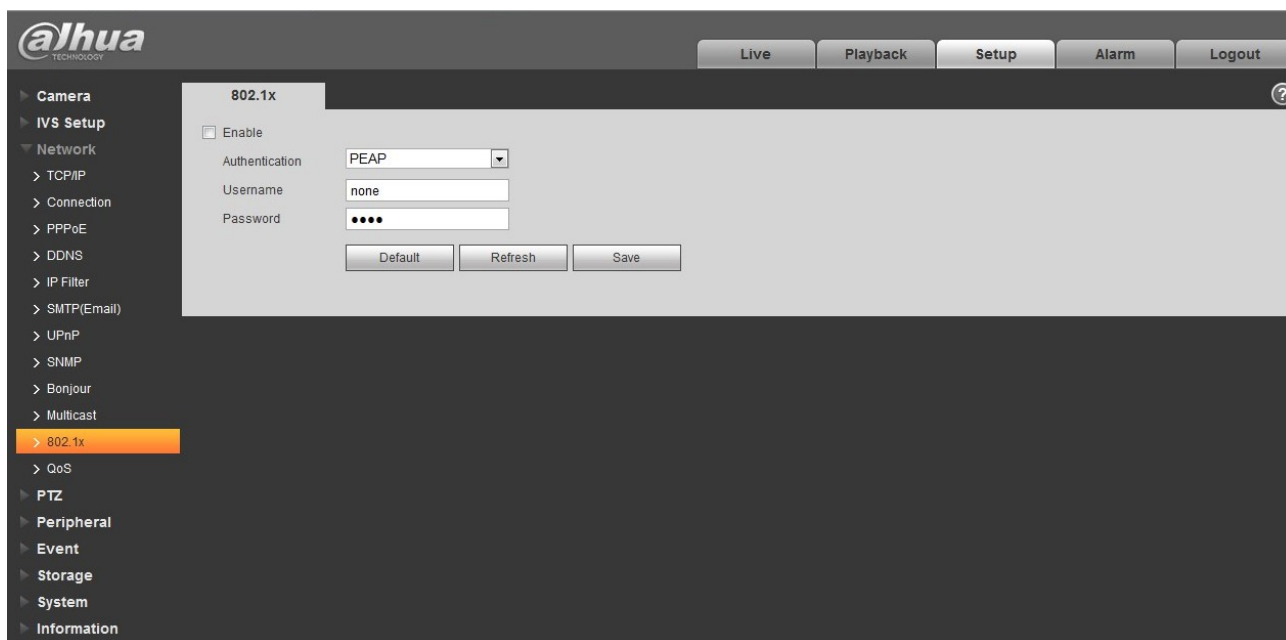 alhua
TECHNOLOGY
Live
Playback
Setup
Alarm
Logout
Camera
IVS Setup
Network
TCP/IP
Connection
PPPoE
DDNS
IP Filter
SMTP(Email)
UPnP
SNMP
Bonjour
Multicast
802.1x
QoS
PTZ
Peripheral
Event
Storage
System
Information
802.1x
?
Enable
Authentication PEAP
Username none
Password ••••
Default Refresh Save